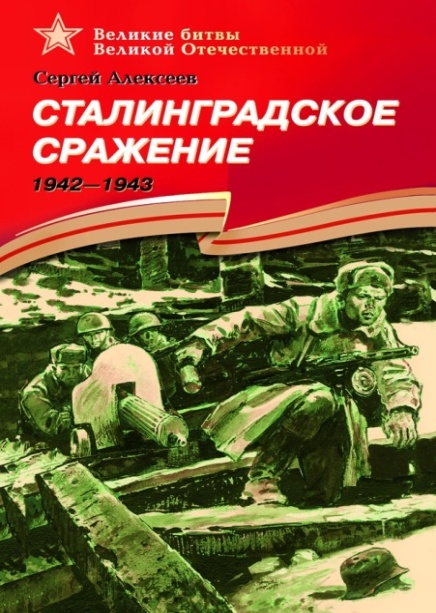 Великие битвы
Великой Отечественной
Сергей Алексеев
СТАЛИНГРАДСКОЕ
СРАЖЕНИЕ
1942—1943